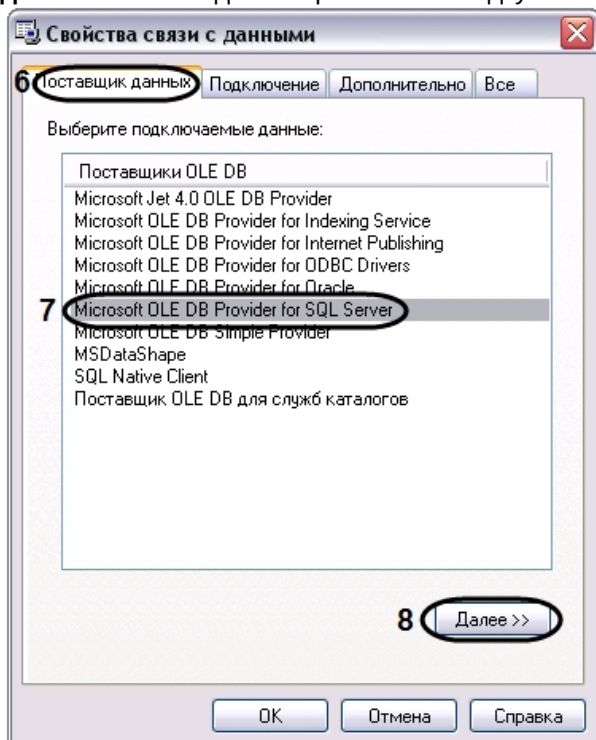 Свойства связи с данными
6 Поставщик данных Подключение Дополнительно Все
Выберите подключаемые данные:
Поставщики OLE DB
Microsoft Jet 4.0 OLE DB Provider
Microsoft OLE DB Provider for Indexing Service
Microsoft OLE DB Provider for Internet Publishing
Microsoft OLE DB Provider for ODBC Drivers
Microsoft OLE DB Provider for Oracle
7 Microsoft OLE DB Provider for SQL Server
Microsoft OLE DB Simple Provider
MSDataShape
SQL Native Client
Поставщик OLE DB для служб каталогов
8 Далее >>
OK Отмена Справка